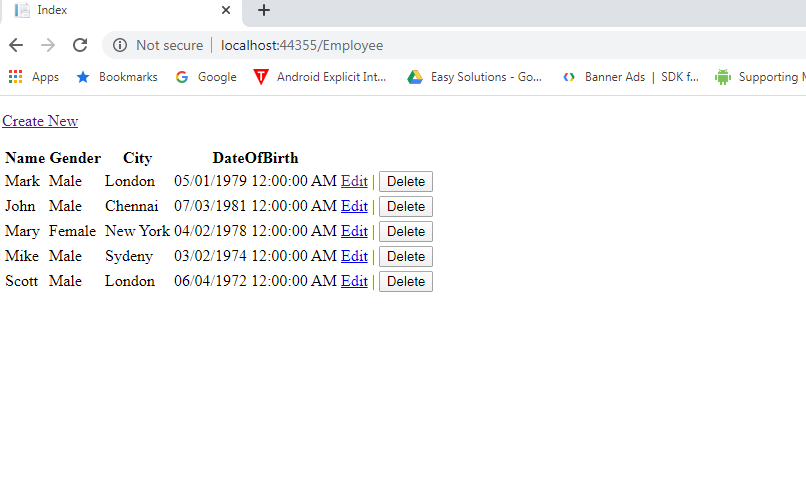 Index
Not secure | localhost:44355/Employee
Apps Bookmarks Google Android Explicit Int... Easy Solutions - Go... Banner Ads | SDK f... Supporting M
Create New
Name Gender City DateOfBirth
Mark Male London 05/01/1979 12:00:00 AM Edit | Delete
John Male Chennai 07/03/1981 12:00:00 AM Edit | Delete
Mary Female New York 04/02/1978 12:00:00 AM Edit | Delete
Mike Male Sydeny 03/02/1974 12:00:00 AM Edit | Delete
Scott Male London 06/04/1972 12:00:00 AM Edit | Delete